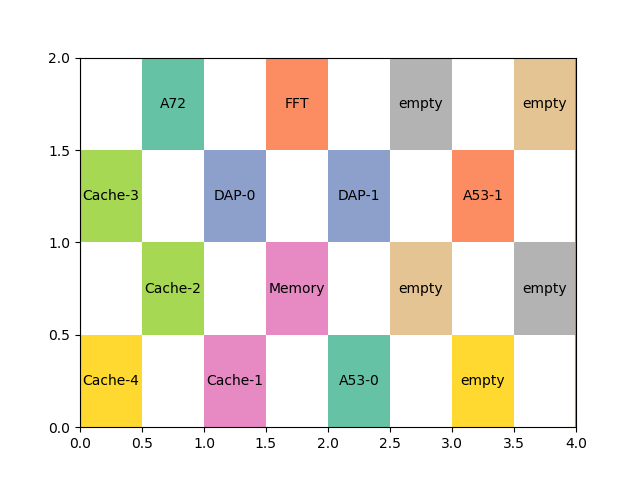 2.0
A72 FFT empty empty
1.5
Cache-3 DAP-0 DAP-1 A53-1
1.0
Cache-2 Memory empty empty
0.5
Cache-4 Cache-1 A53-0 empty
0.0
0.0 0.5 1.0 1.5 2.0 2.5 3.0 3.5 4.0